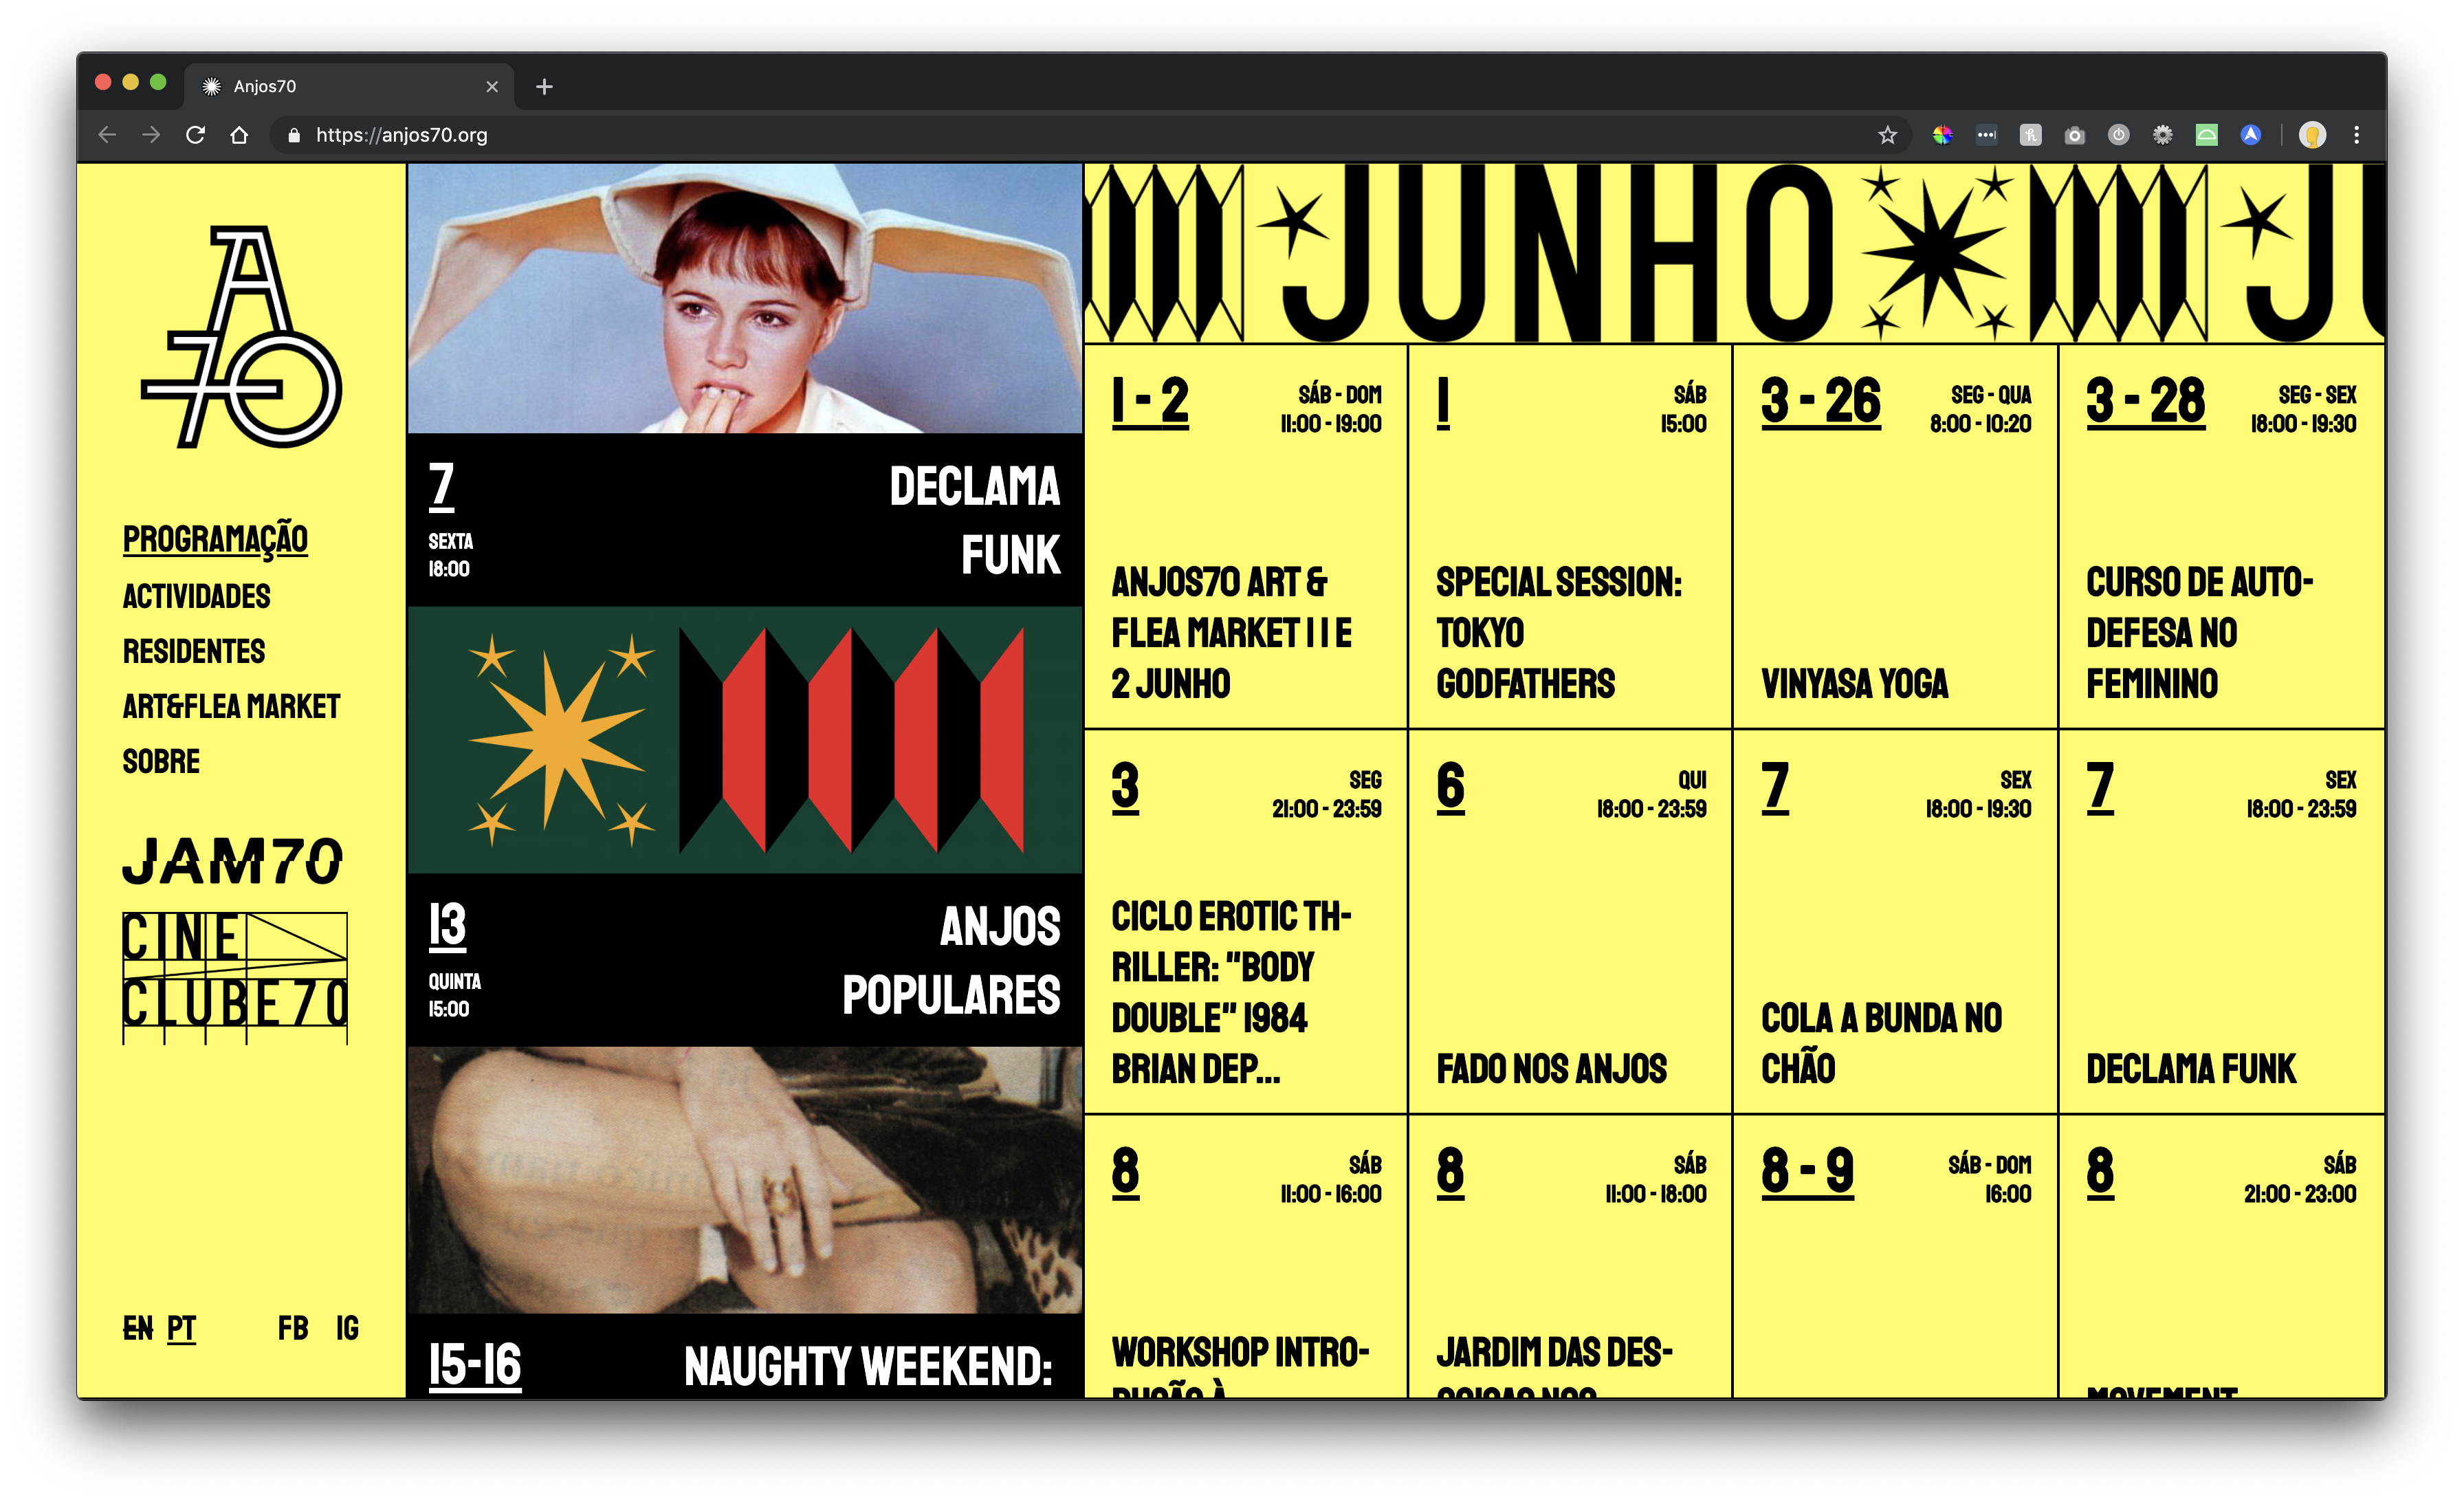 Anjos70
https://anjos70.org
A
70
PROGRAMAÇÃO
ACTIVIDADES
RESIDENTES
ART&FLEA MARKET
SOBRE
JAM70
CINE
CLUBE70
EN PT FB IG
7
SEXTA
18:00
DECLAMA
FUNK
13
QUINTA
15:00
ANJOS
POPULARES
15-16
NAUGHTY WEEKEND:
JUNHO JU
1 - 2
SÁB - DOM
11:00 - 19:00
ANJOS70 ART &
FLEA MARKET | 1 E
2 JUNHO
1
SÁB
15:00
SPECIAL SESSION:
TOKYO
GODFATHERS
3 - 26
SEG - QUA
8:00 - 10:20
VINYASA YOGA
3 - 28
SEG - SEX
18:00 - 19:30
CURSO DE AUTO-
DEFESA NO
FEMININO
3
SEG
21:00 - 23:59
CICLO EROTIC TH-
RILLER: "BODY
DOUBLE" 1984
BRIAN DEP...
6
QUI
18:00 - 23:59
FADO NOS ANJOS
7
SEX
18:00 - 19:30
COLA A BUNDA NO
CHÃO
7
SEX
18:00 - 23:59
DECLAMA FUNK
8
SÁB
11:00 - 16:00
WORKSHOP INTRO-
DUÇÃO À
8
SÁB
11:00 - 18:00
JARDIM DAS DES-
8 - 9
SÁB - DOM
16:00
8
SÁB
21:00 - 23:00
MOVEMENT